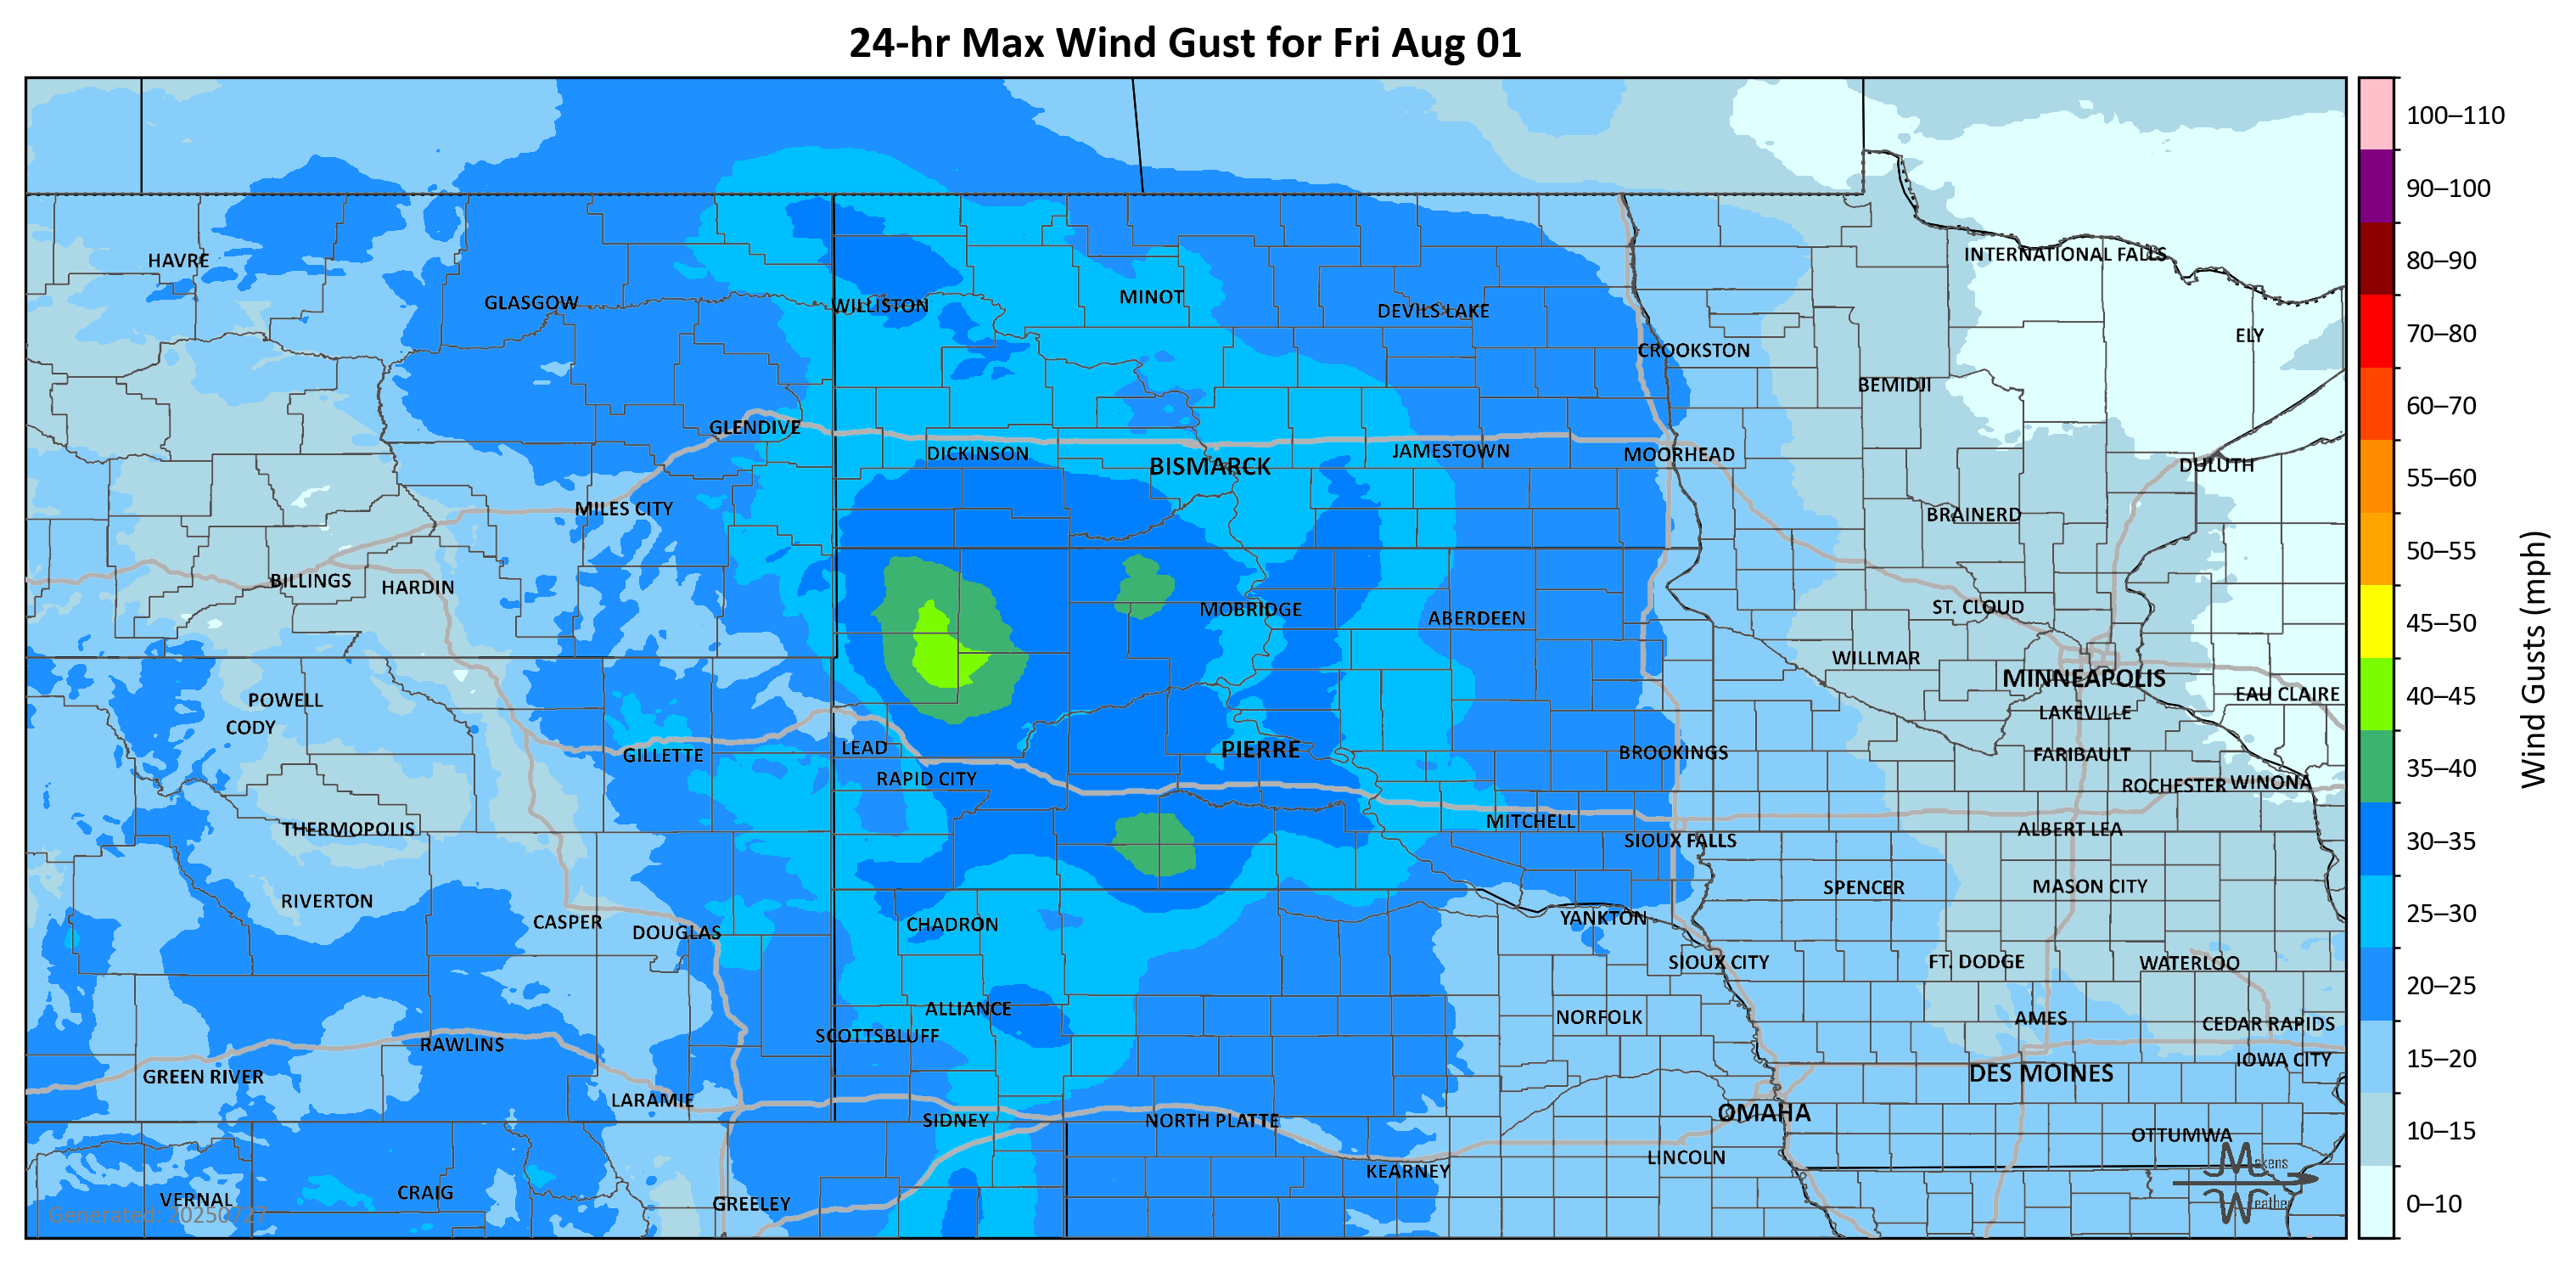 24-hr Max Wind Gust for Fri Aug 01
HAVRE
GLASGOW
WILLISTON
MINOT
DEVILS LAKE
CROOKSTON
INTERNATIONAL FALLS
ELY
BEMIDJI
GLENDIVE
DICKINSON
BISMARCK
JAMESTOWN
MOORHEAD
DULUTH
MILES CITY
BRAINERD
BILLINGS
HARDIN
MOBRIDGE
ABERDEEN
ST. CLOUD
WILLMAR
MINNEAPOLIS
POWELL
CODY
EAU CLAIRE
LAKEVILLE
GILLETTE
LEAD
PIERRE
BROOKINGS
FARIBAULT
RAPID CITY
ROCHESTER
WINONA
THERMOPOLIS
MITCHELL
SIOUX FALLS
ALBERT LEA
RIVERTON
SPENCER
MASON CITY
CASPER
DOUGLAS
CHADRON
YANKTON
SIOUX CITY
FT. DODGE
WATERLOO
ALLIANCE
NORFOLK
AMES
CEDAR RAPIDS
SCOTTSBLUFF
RAWLINS
IOWA CITY
GREEN RIVER
DES MOINES
LARAMIE
OMAHA
SIDNEY
NORTH PLATTE
OTTUMWA
KEARNEY
LINCOLN
VERNAL
CRAIG
GREELEY
Generated: 20250727
Makens
Weather
100–110
90–100
80–90
70–80
60–70
55–60
50–55
45–50
40–45
35–40
30–35
25–30
20–25
15–20
10–15
0–10
Wind Gusts (mph)